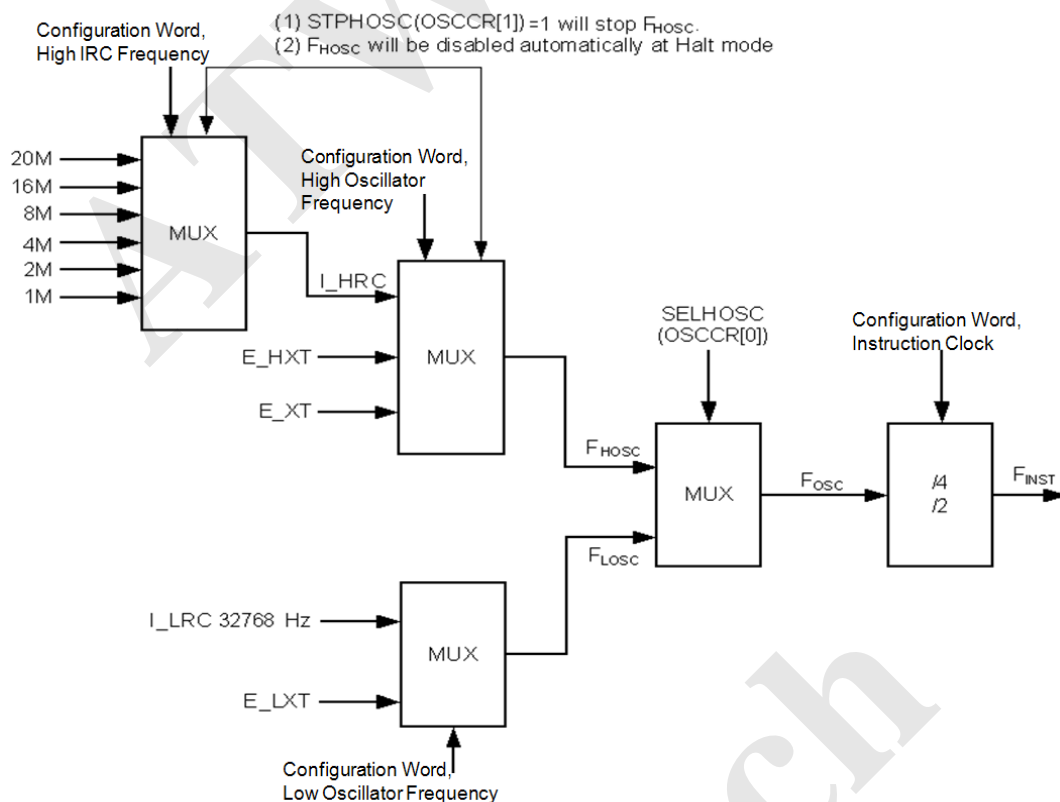 (1) STPHOSC(OSCCR[1])=1 will stop FHOSC.
(2) FHOSC will be disabled automatically at Halt mode
Configuration Word,
High IRC Frequency
20M
16M
8M
4M
2M
1M
MUX
Configuration Word,
High Oscillator
Frequency
I_HRC
E_HXT
E_XT
MUX
SELHOSC
(OSCCR[0])
Configuration Word,
Instruction Clock
FHOSC
MUX
FOSC
/4
/2
FINST
FLOSC
I_LRC 32768 Hz
E_LXT
MUX
Configuration Word,
Low Oscillator Frequency